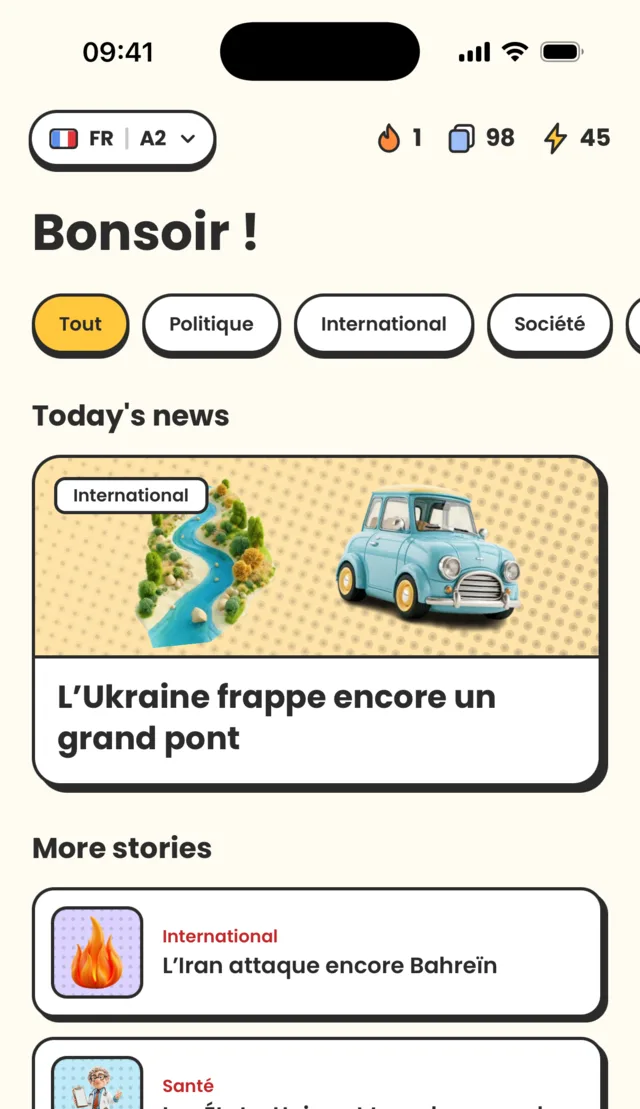 09:41
FR | A2
1
98
45
Bonsoir !
Tout
Politique
International
Société
Today's news
International
L’Ukraine frappe encore un
grand pont
More stories
International
L’Iran attaque encore Bahreïn
Santé